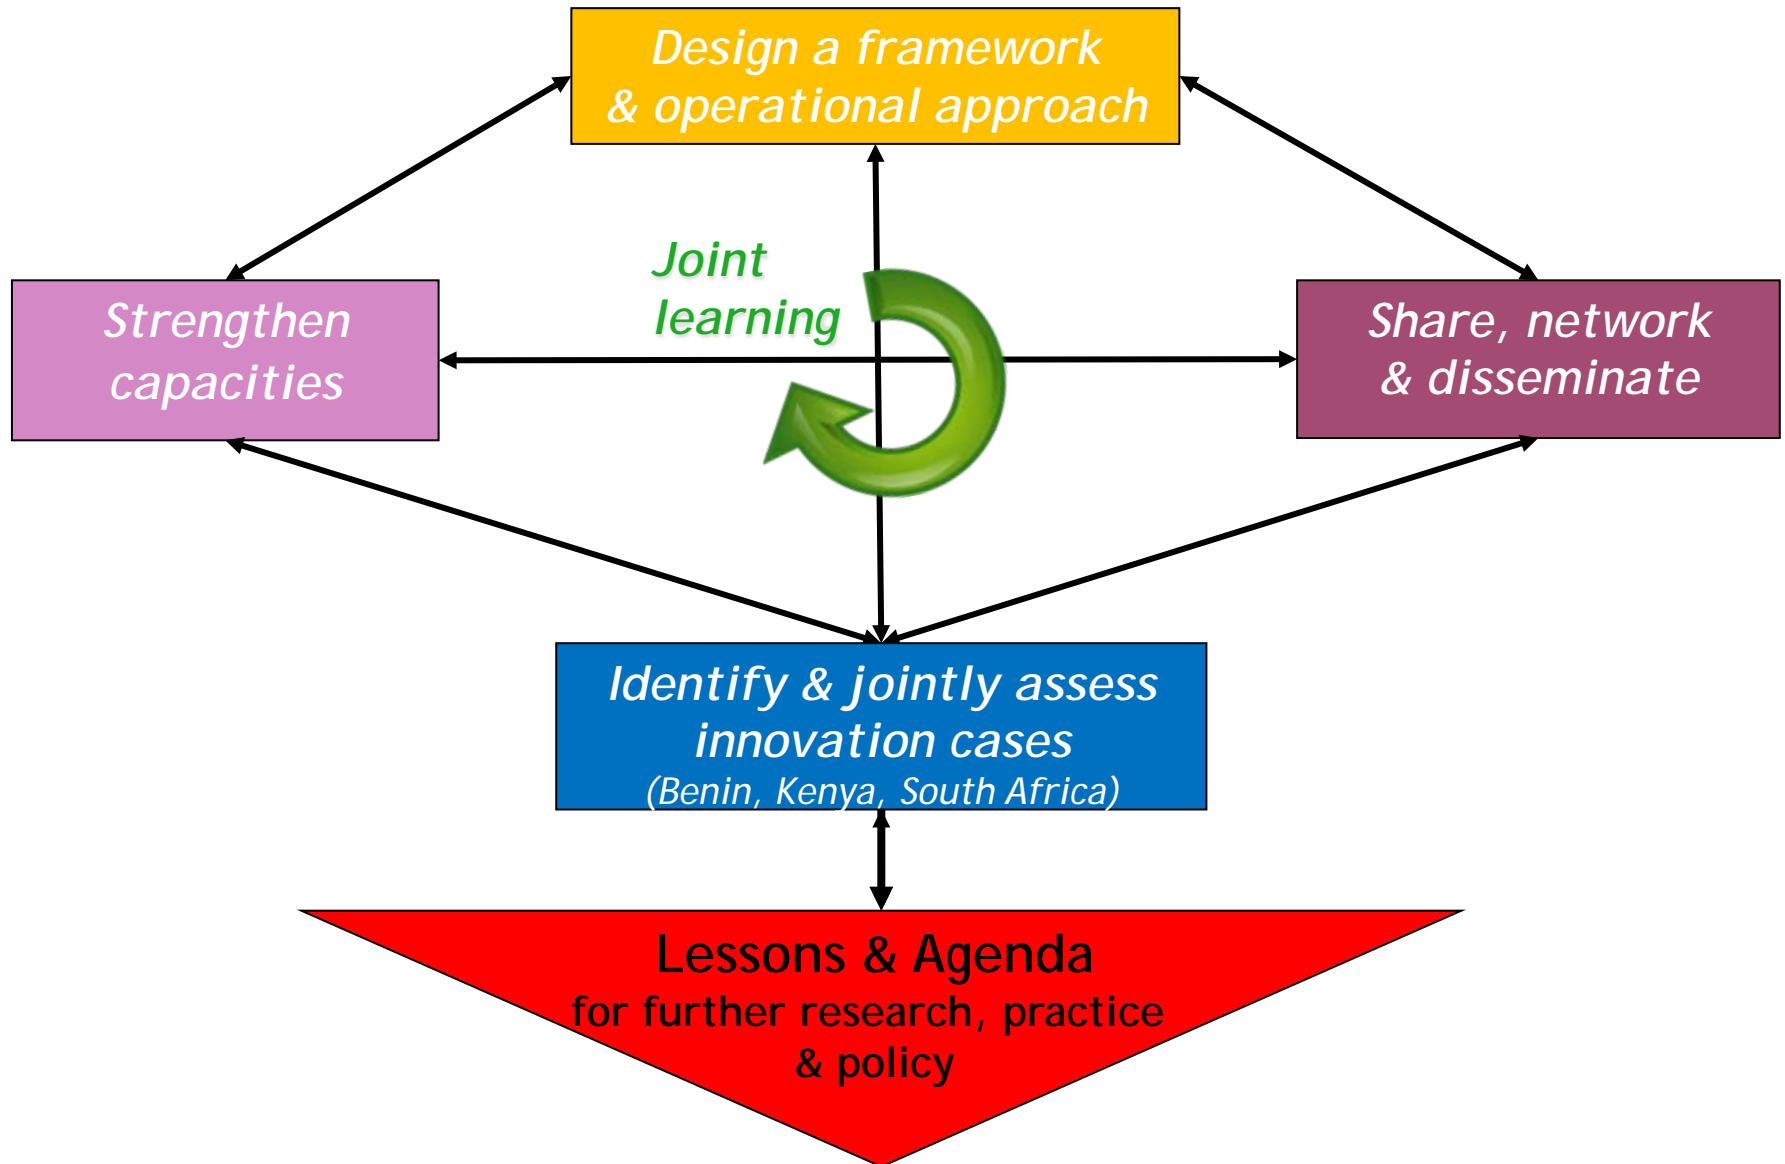 Design a framework
& operational approach
Joint
learning
Strengthen
capacities
Share, network
& disseminate
Identify & jointly assess
innovation cases
(Benin, Kenya, South Africa)
Lessons & Agenda
for further research, practice
& policy